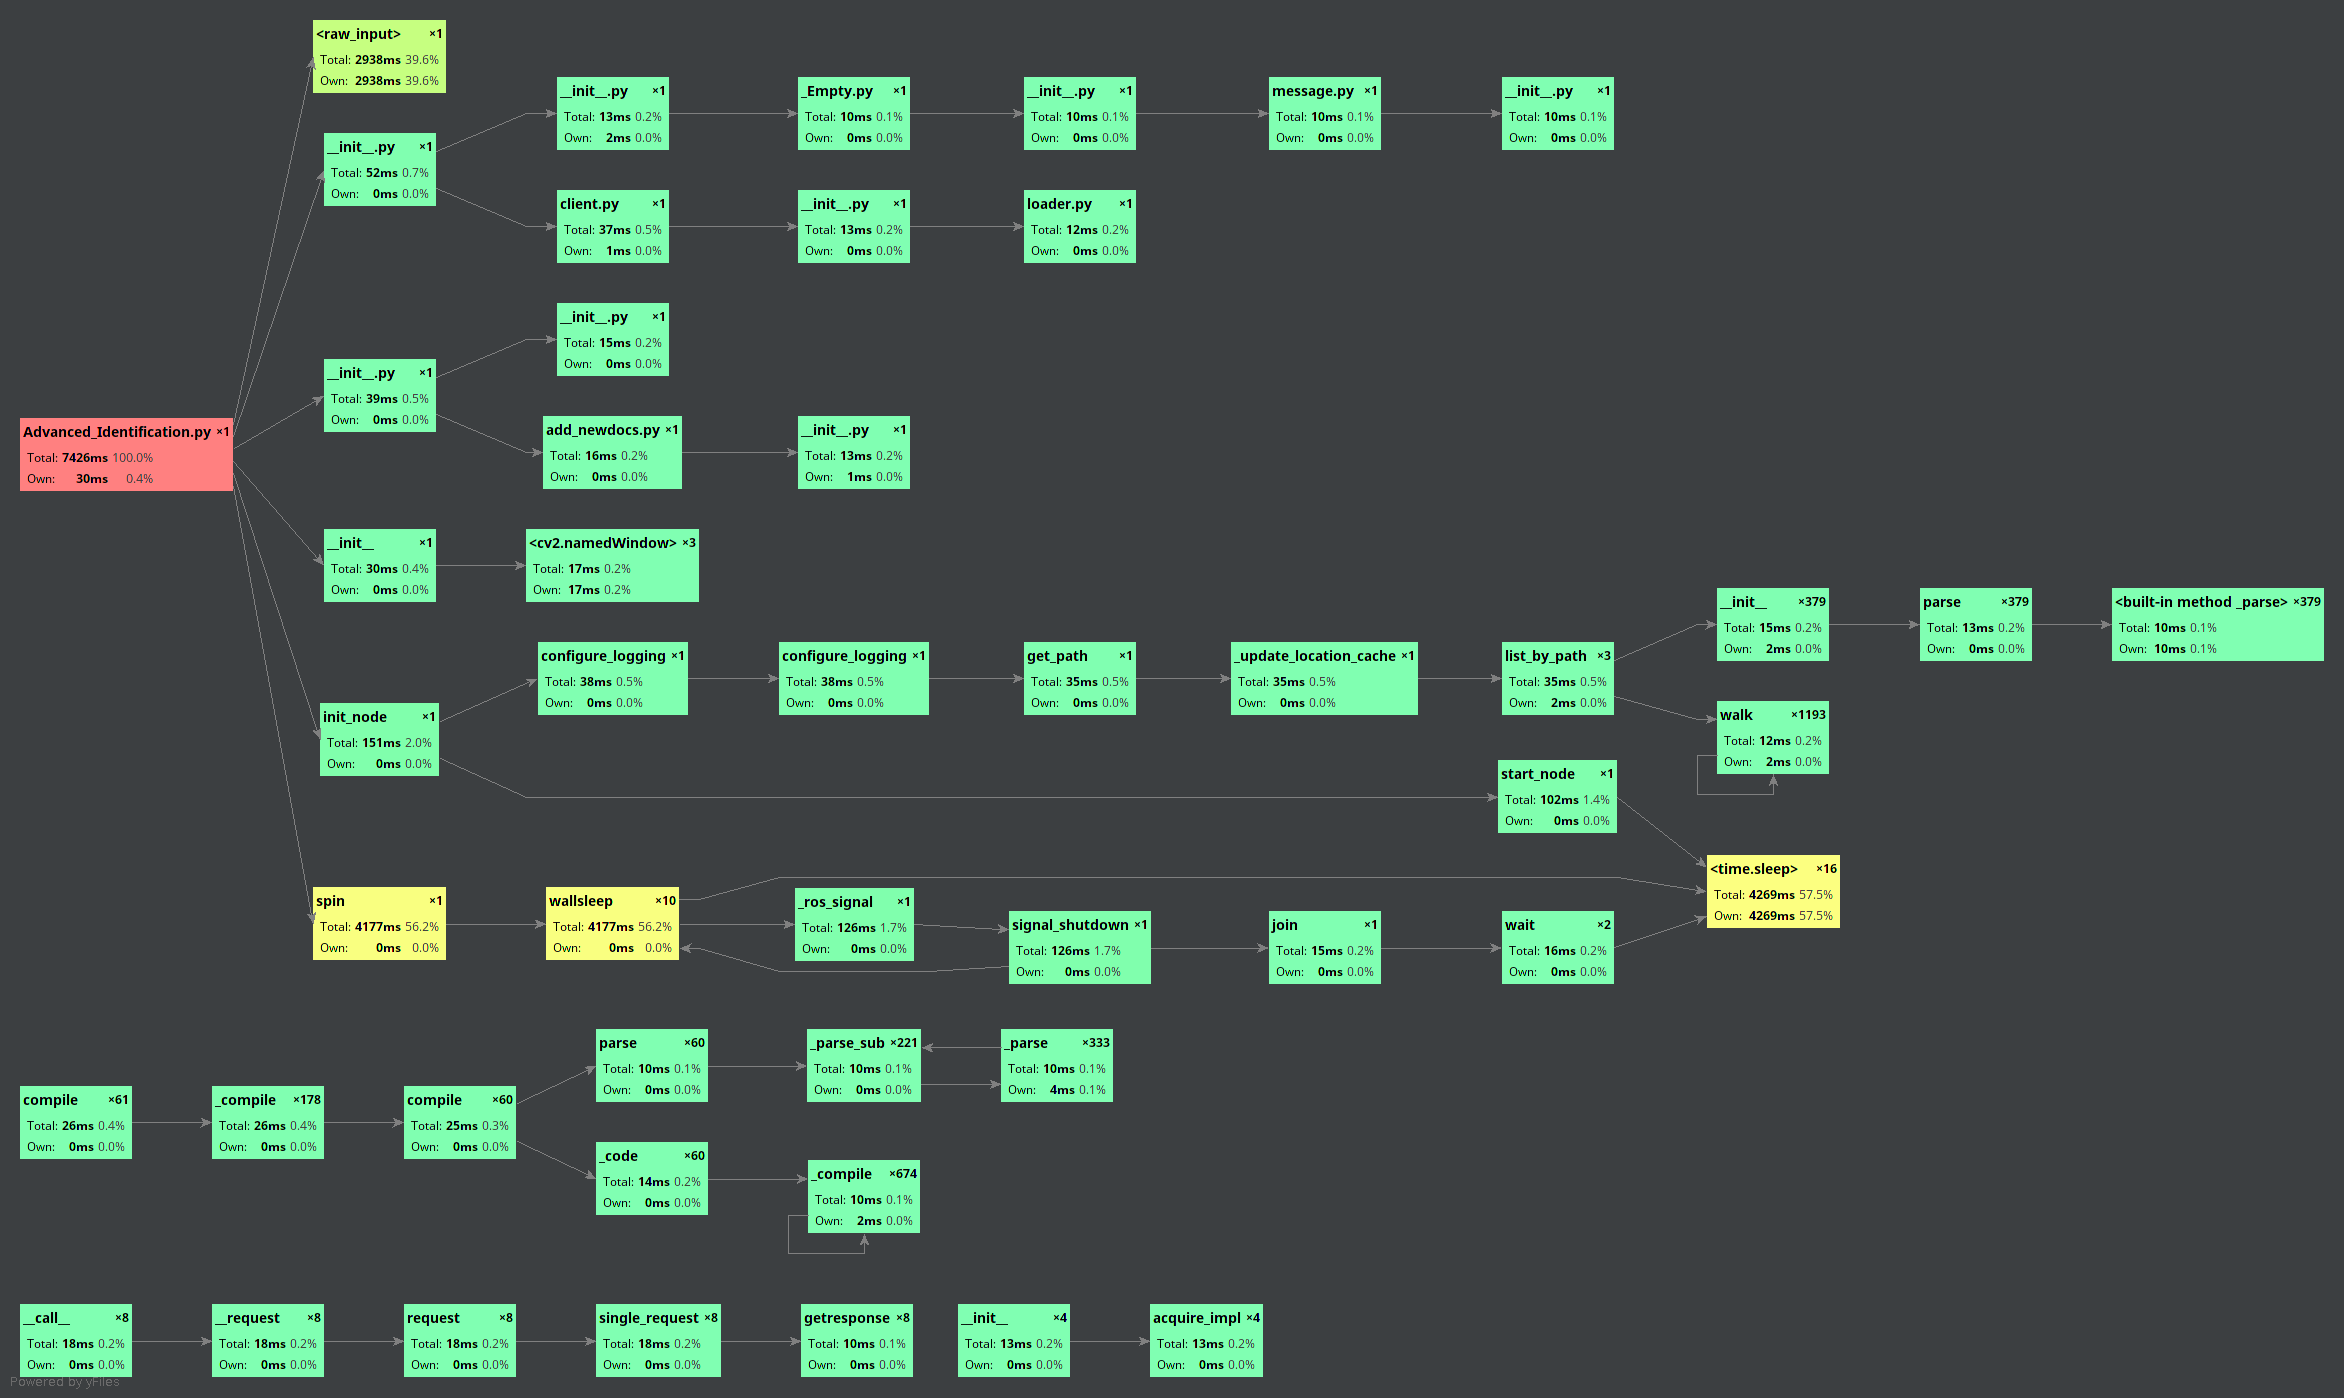 <raw_input> ×1
Total: 2938ms 39.6%
Own: 2938ms 39.6%
__init__.py ×1
Total: 13ms 0.2%
Own: 2ms 0.0%
_Empty.py ×1
Total: 10ms 0.1%
Own: 0ms 0.0%
__init__.py ×1
Total: 10ms 0.1%
Own: 0ms 0.0%
message.py ×1
Total: 10ms 0.1%
Own: 0ms 0.0%
__init__.py ×1
Total: 10ms 0.1%
Own: 0ms 0.0%
__init__.py ×1
Total: 52ms 0.7%
Own: 0ms 0.0%
client.py ×1
Total: 37ms 0.5%
Own: 1ms 0.0%
__init__.py ×1
Total: 13ms 0.2%
Own: 0ms 0.0%
loader.py ×1
Total: 12ms 0.2%
Own: 0ms 0.0%
__init__.py ×1
Total: 15ms 0.2%
Own: 0ms 0.0%
__init__.py ×1
Total: 39ms 0.5%
Own: 0ms 0.0%
add_newdocs.py ×1
Total: 16ms 0.2%
Own: 0ms 0.0%
__init__.py ×1
Total: 13ms 0.2%
Own: 1ms 0.0%
Advanced_Identification.py ×1
Total: 7426ms 100.0%
Own: 30ms 0.4%
__init__ ×1
Total: 30ms 0.4%
Own: 0ms 0.0%
<cv2.namedWindow> ×3
Total: 17ms 0.2%
Own: 17ms 0.2%
__init__ ×379
Total: 15ms 0.2%
Own: 2ms 0.0%
parse ×379
Total: 13ms 0.2%
Own: 0ms 0.0%
<built-in method _parse> ×379
Total: 10ms 0.1%
Own: 10ms 0.1%
configure_logging ×1
Total: 38ms 0.5%
Own: 0ms 0.0%
configure_logging ×1
Total: 38ms 0.5%
Own: 0ms 0.0%
get_path ×1
Total: 35ms 0.5%
Own: 0ms 0.0%
_update_location_cache ×1
Total: 35ms 0.5%
Own: 0ms 0.0%
list_by_path ×3
Total: 35ms 0.5%
Own: 2ms 0.0%
walk ×1193
Total: 12ms 0.2%
Own: 2ms 0.0%
init_node ×1
Total: 151ms 2.0%
Own: 0ms 0.0%
start_node ×1
Total: 102ms 1.4%
Own: 0ms 0.0%
<time.sleep> ×16
Total: 4269ms 57.5%
Own: 4269ms 57.5%
spin ×1
Total: 4177ms 56.2%
Own: 0ms 0.0%
wallsleep ×10
Total: 4177ms 56.2%
Own: 0ms 0.0%
_ros_signal ×1
Total: 126ms 1.7%
Own: 0ms 0.0%
signal_shutdown ×1
Total: 126ms 1.7%
Own: 0ms 0.0%
join ×1
Total: 15ms 0.2%
Own: 0ms 0.0%
wait ×2
Total: 16ms 0.2%
Own: 0ms 0.0%
parse ×60
Total: 10ms 0.1%
Own: 0ms 0.0%
_parse_sub ×221
Total: 10ms 0.1%
Own: 0ms 0.0%
_parse ×333
Total: 10ms 0.1%
Own: 4ms 0.1%
compile ×61
Total: 26ms 0.4%
Own: 0ms 0.0%
_compile ×178
Total: 26ms 0.4%
Own: 0ms 0.0%
compile ×60
Total: 25ms 0.3%
Own: 0ms 0.0%
_code ×60
Total: 14ms 0.2%
Own: 0ms 0.0%
_compile ×674
Total: 10ms 0.1%
Own: 2ms 0.0%
__call__ ×8
Total: 18ms 0.2%
Own: 0ms 0.0%
__request ×8
Total: 18ms 0.2%
Own: 0ms 0.0%
request ×8
Total: 18ms 0.2%
Own: 0ms 0.0%
single_request ×8
Total: 18ms 0.2%
Own: 0ms 0.0%
getresponse ×8
Total: 10ms 0.1%
Own: 0ms 0.0%
__init__ ×4
Total: 13ms 0.2%
Own: 0ms 0.0%
acquire_impl ×4
Total: 13ms 0.2%
Own: 0ms 0.0%
Powered by yFiles